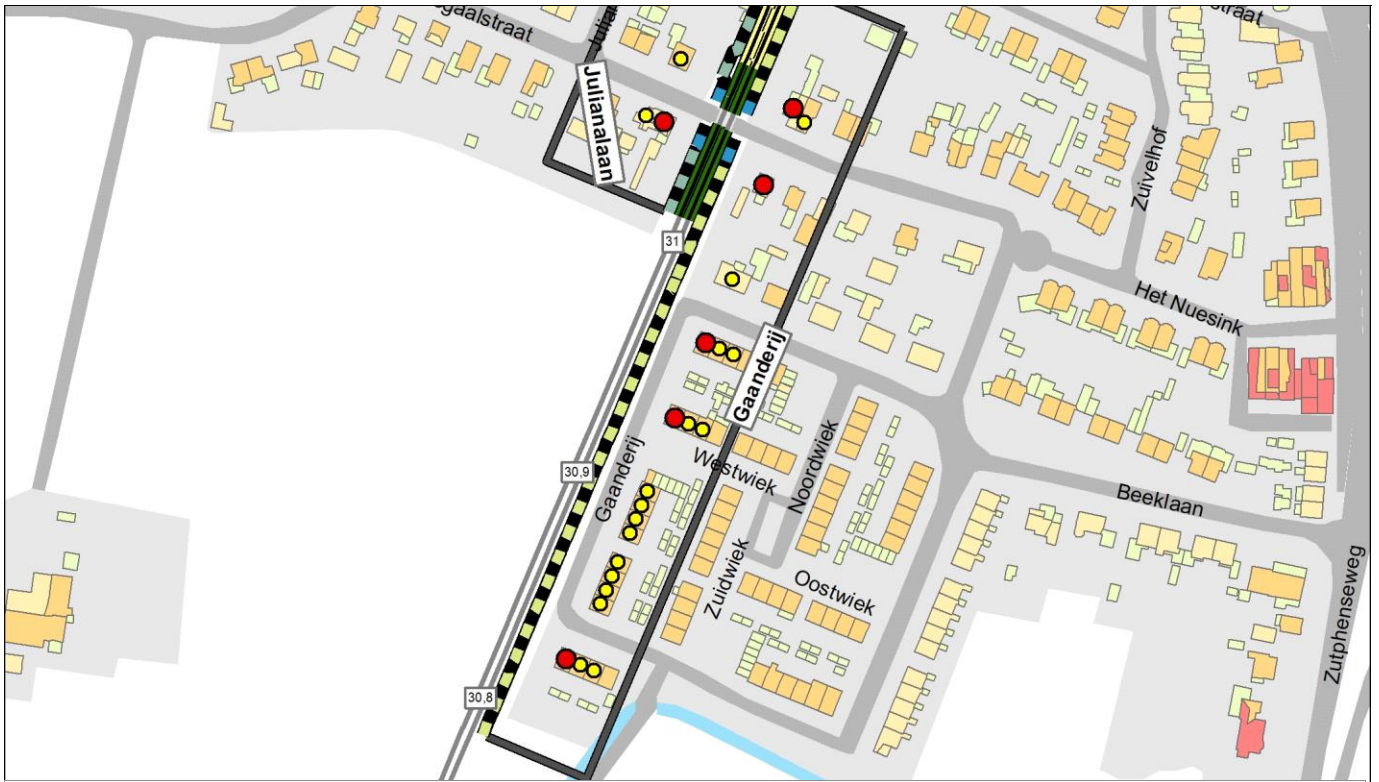 Julianalaan
31
Zuivelhof
Het Nuesink
Gaanderij
Gaanderij
30,9
Westwiek
Noordwiek
Beeklaan
Zuidwiek
Oostwiek
30,8
Zutphenseweg